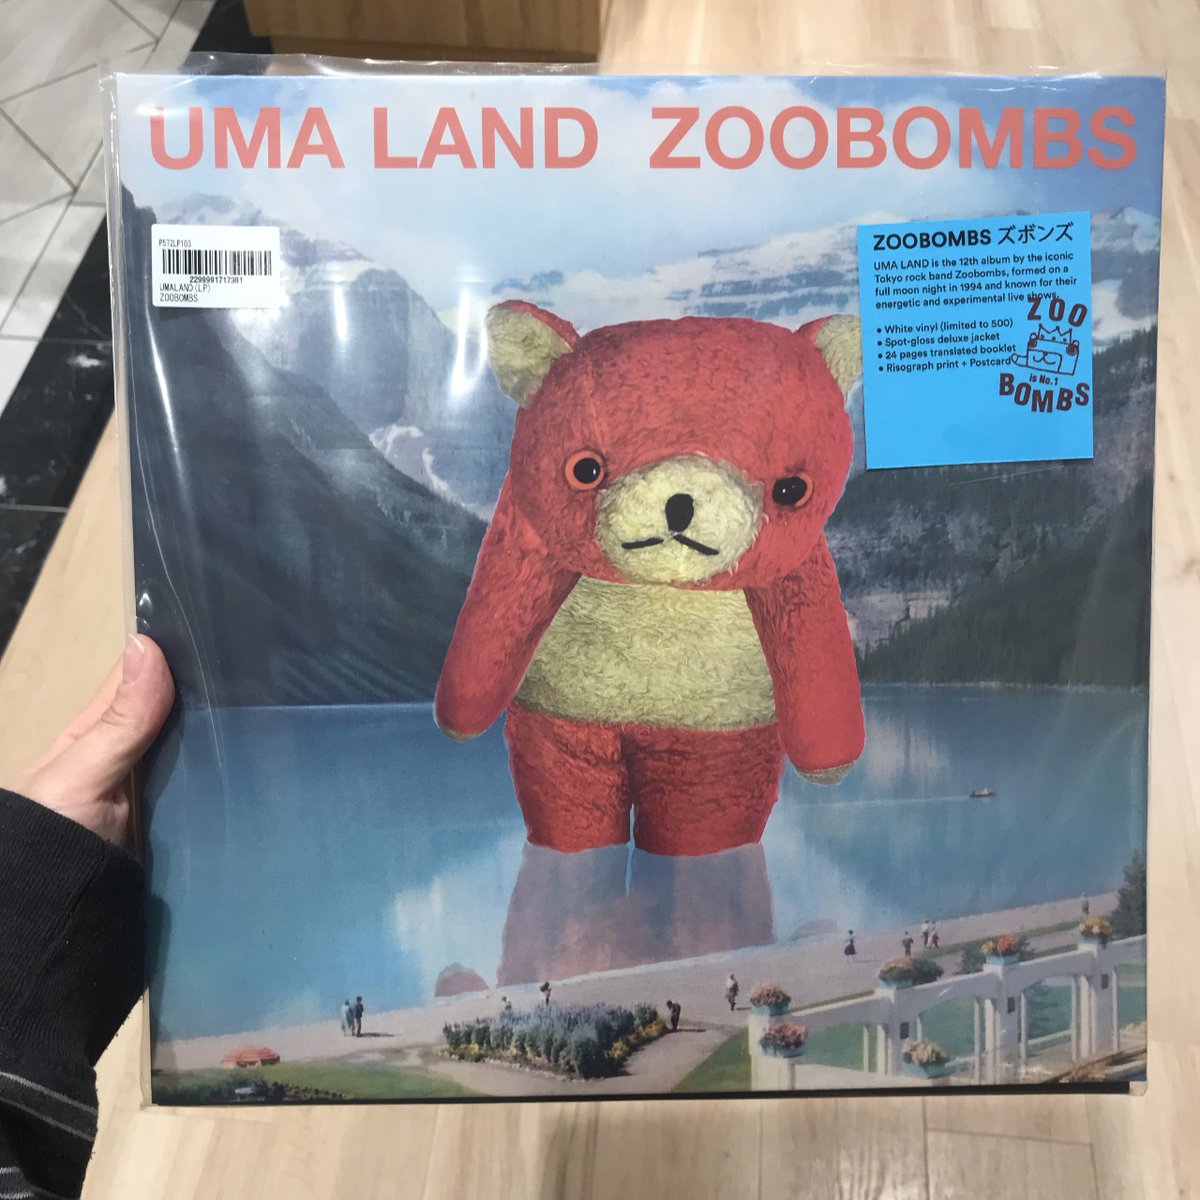 UMA LAND ZOOBOMBS
P572LP103
2299991717381
UMALAND(LP)
ZOOBOMBS
ZOOBOMBS ズボンズ
UMA LAND is the 12th album by the iconic
Tokyo rock band Zoobombs, formed on a
full moon night in 1994 and known for their
energetic and experimental live shows.
• White vinyl (limited to 500)
• Spot-gloss deluxe jacket
• 24 pages translated booklet
• Risograph print + Postcard
ZOO
is No.1
BOMBS